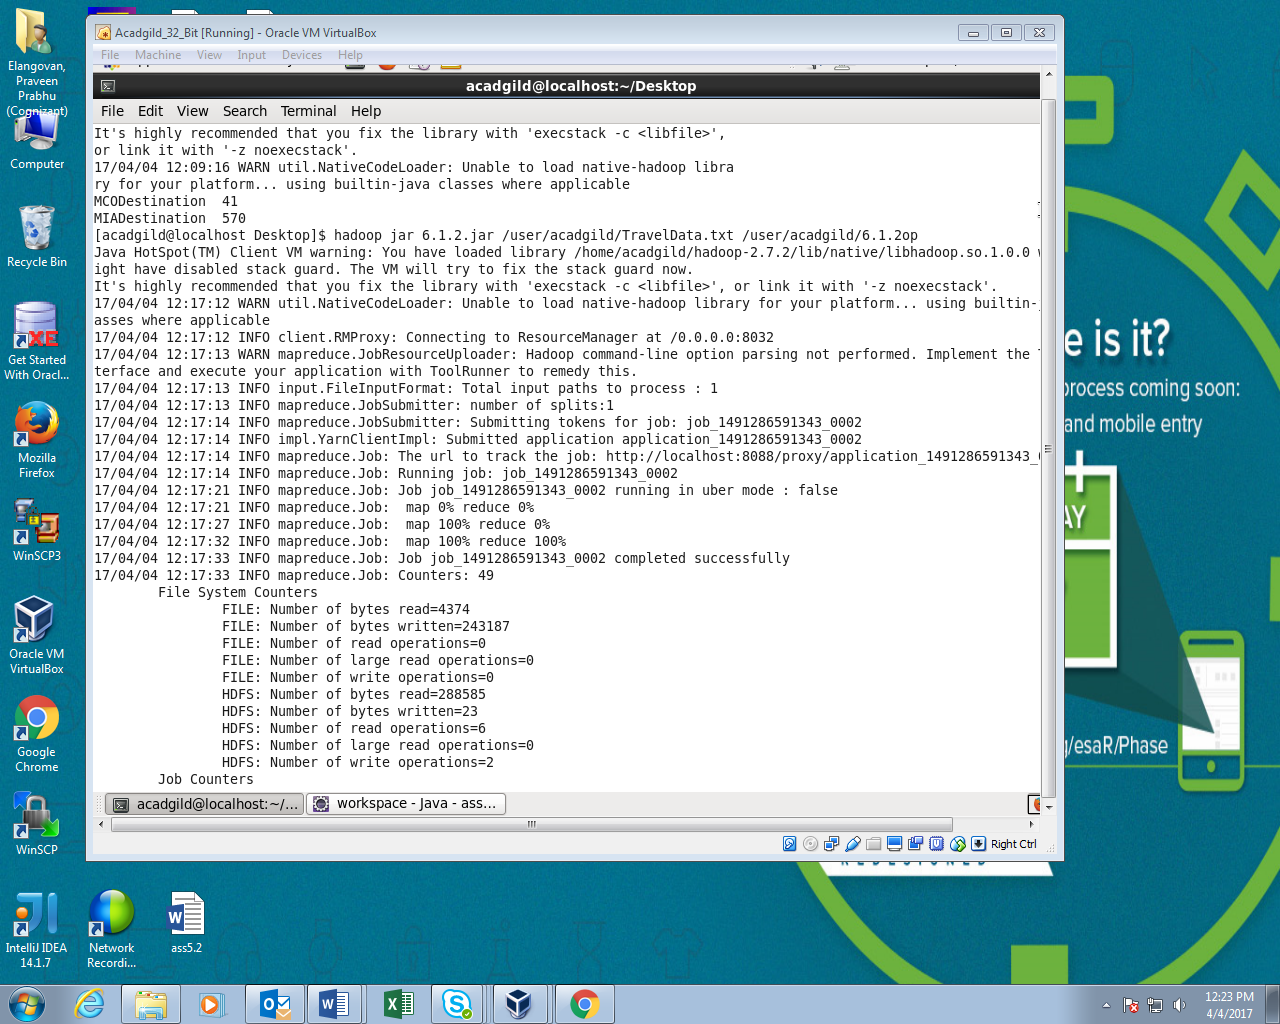 Acadgild_32_Bit [Running] - Oracle VM VirtualBox
File Machine View Input Devices Help
acadgild@localhost:~/Desktop
File Edit View Search Terminal Help
It's highly recommended that you fix the library with 'execstack -c <libfile>',
or link it with '-z noexecstack'.
17/04/04 12:09:16 WARN util.NativeCodeLoader: Unable to load native-hadoop libra
ry for your platform... using builtin-java classes where applicable
MCODestination  41
MIADestination  570
[acadgild@localhost Desktop]$ hadoop jar 6.1.2.jar /user/acadgild/TravelData.txt /user/acadgild/6.1.2op
Java HotSpot(TM) Client VM warning: You have loaded library /home/acadgild/hadoop-2.7.2/lib/native/libhadoop.so.1.0.0 w
ight have disabled stack guard. The VM will try to fix the stack guard now.
It's highly recommended that you fix the library with 'execstack -c <libfile>', or link it with '-z noexecstack'.
17/04/04 12:17:12 WARN util.NativeCodeLoader: Unable to load native-hadoop library for your platform... using builtin-
asses where applicable
17/04/04 12:17:12 INFO client.RMProxy: Connecting to ResourceManager at /0.0.0.0:8032
17/04/04 12:17:13 WARN mapreduce.JobResourceUploader: Hadoop command-line option parsing not performed. Implement the T
terface and execute your application with ToolRunner to remedy this.
17/04/04 12:17:13 INFO input.FileInputFormat: Total input paths to process : 1
17/04/04 12:17:13 INFO mapreduce.JobSubmitter: number of splits:1
17/04/04 12:17:14 INFO mapreduce.JobSubmitter: Submitting tokens for job: job_1491286591343_0002
17/04/04 12:17:14 INFO impl.YarnClientImpl: Submitted application application_1491286591343_0002
17/04/04 12:17:14 INFO mapreduce.Job: The url to track the job: http://localhost:8088/proxy/application_1491286591343_0
17/04/04 12:17:14 INFO mapreduce.Job: Running job: job_1491286591343_0002
17/04/04 12:17:21 INFO mapreduce.Job: Job job_1491286591343_0002 running in uber mode : false
17/04/04 12:17:21 INFO mapreduce.Job:  map 0% reduce 0%
17/04/04 12:17:27 INFO mapreduce.Job:  map 100% reduce 0%
17/04/04 12:17:32 INFO mapreduce.Job:  map 100% reduce 100%
17/04/04 12:17:33 INFO mapreduce.Job: Job job_1491286591343_0002 completed successfully
17/04/04 12:17:33 INFO mapreduce.Job: Counters: 49
File System Counters
FILE: Number of bytes read=4374
FILE: Number of bytes written=243187
FILE: Number of read operations=0
FILE: Number of large read operations=0
FILE: Number of write operations=0
HDFS: Number of bytes read=288585
HDFS: Number of bytes written=23
HDFS: Number of read operations=6
HDFS: Number of large read operations=0
HDFS: Number of write operations=2
Job Counters
acadgild@localhost:~/...
workspace - Java - ass...
Right Ctrl
Elangovan,
Praveen
Prabhu
(Cognizant)
Computer
Recycle Bin
Get Started
With Oracl...
Mozilla
Firefox
WinSCP3
Oracle VM
VirtualBox
Google
Chrome
WinSCP
IntelliJ IDEA
14.1.7
Network
Recordi...
ass5.2
e is it?
process coming soon:
and mobile entry
AY
g/esaR/Phase
12:23 PM
4/4/2017